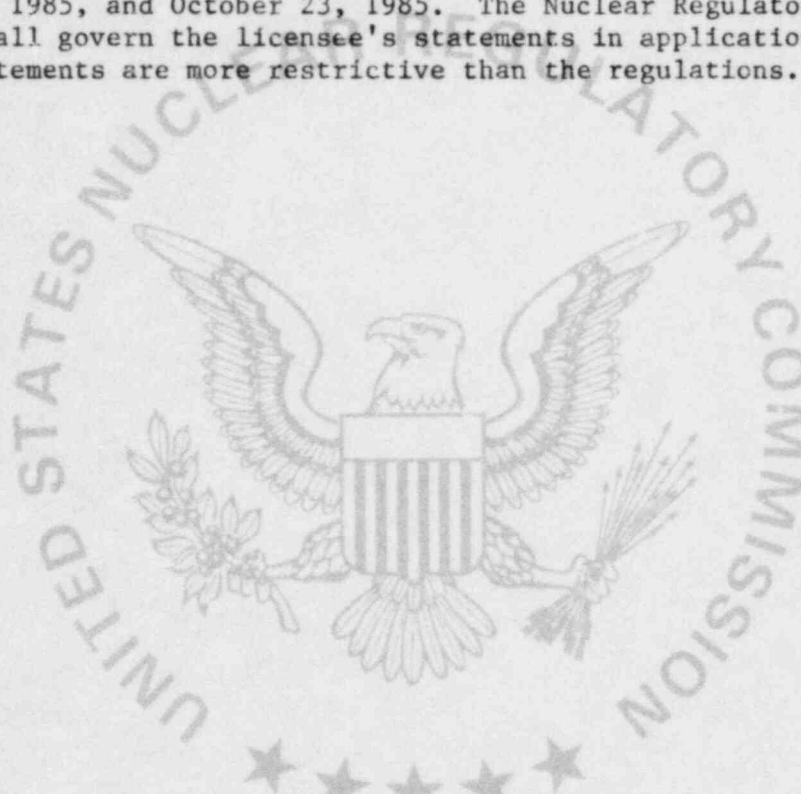 1985, and October 23, 1985. The Nuclear Regulato
all govern the licensee's statements in applicatio
tements are more restrictive than the regulations.
UNITED STATES NUCLEAR REGULATORY COMMISSION